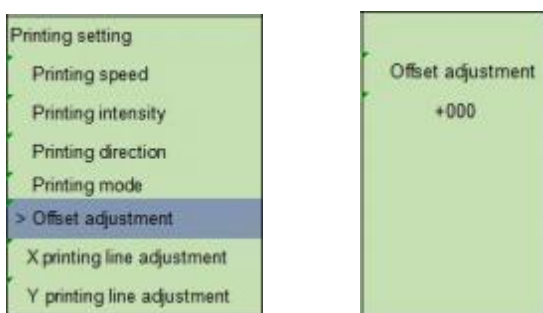 Printing setting
Printing speed
Printing intensity
Printing direction
Printing mode
> Offset adjustment
X printing line adjustment
Y printing line adjustment
Offset adjustment
+000